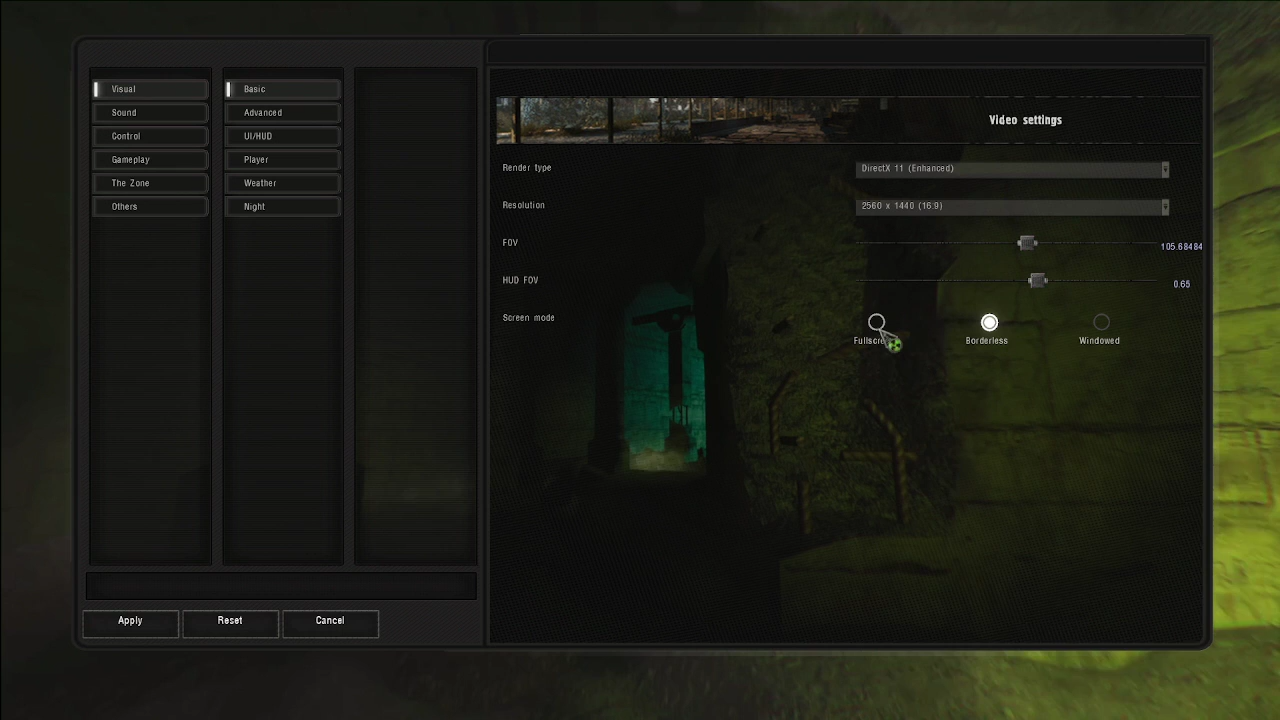 Visual
Sound
Control
Gameplay
The Zone
Others
Basic
Advanced
UI/HUD
Player
Weather
Night
Video settings
Render type
DirectX 11 (Enhanced)
Resolution
2560 x 1440 (16:9)
FOV
105.68484
HUD FOV
0.65
Screen mode
Fullscre
Borderless
Windowed
Apply
Reset
Cancel